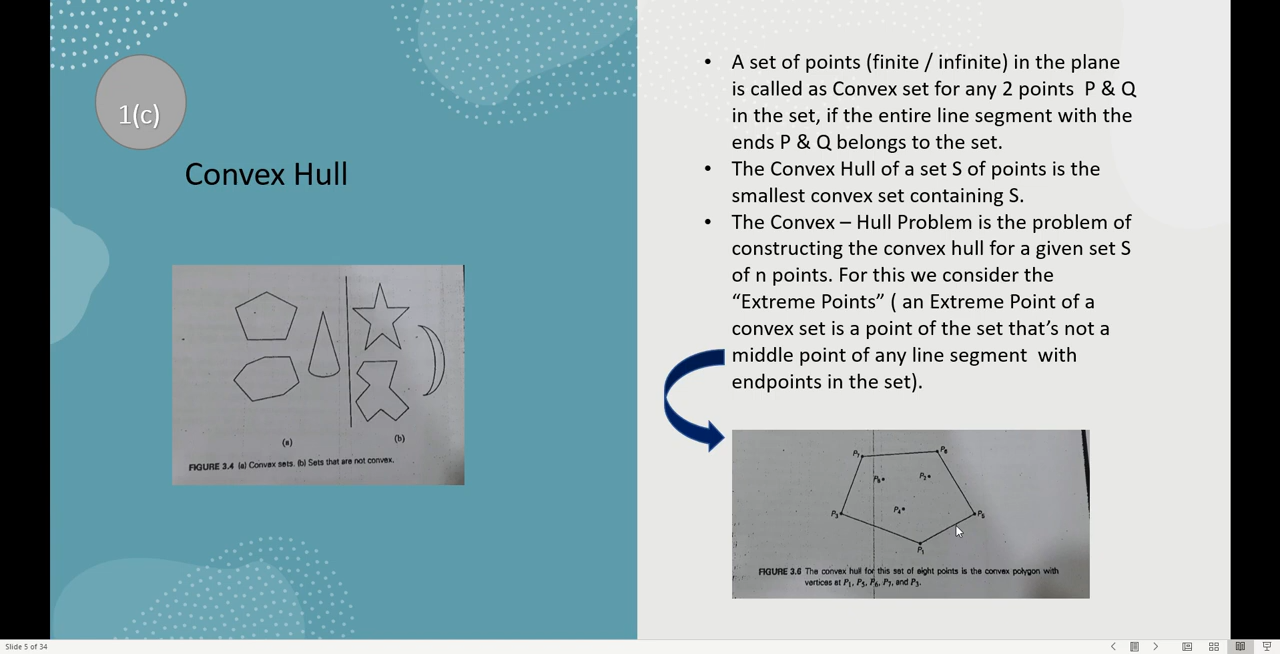 1(c)
Convex Hull
(a)
(b)
FIGURE 3.4 (a) Convex sets. (b) Sets that are not convex.
• A set of points (finite / infinite) in the plane
is called as Convex set for any 2 points P & Q
in the set, if the entire line segment with the
ends P & Q belongs to the set.
• The Convex Hull of a set S of points is the
smallest convex set containing S.
• The Convex – Hull Problem is the problem of
constructing the convex hull for a given set S
of n points. For this we consider the
“Extreme Points” ( an Extreme Point of a
convex set is a point of the set that’s not a
middle point of any line segment with
endpoints in the set).
P7
P6
P2
P4
P3
P5
P1
FIGURE 3.6 The convex hull for this set of eight points is the convex polygon with
vertices at P1, P5, P6, P7, and P3.
Slide 5 of 34